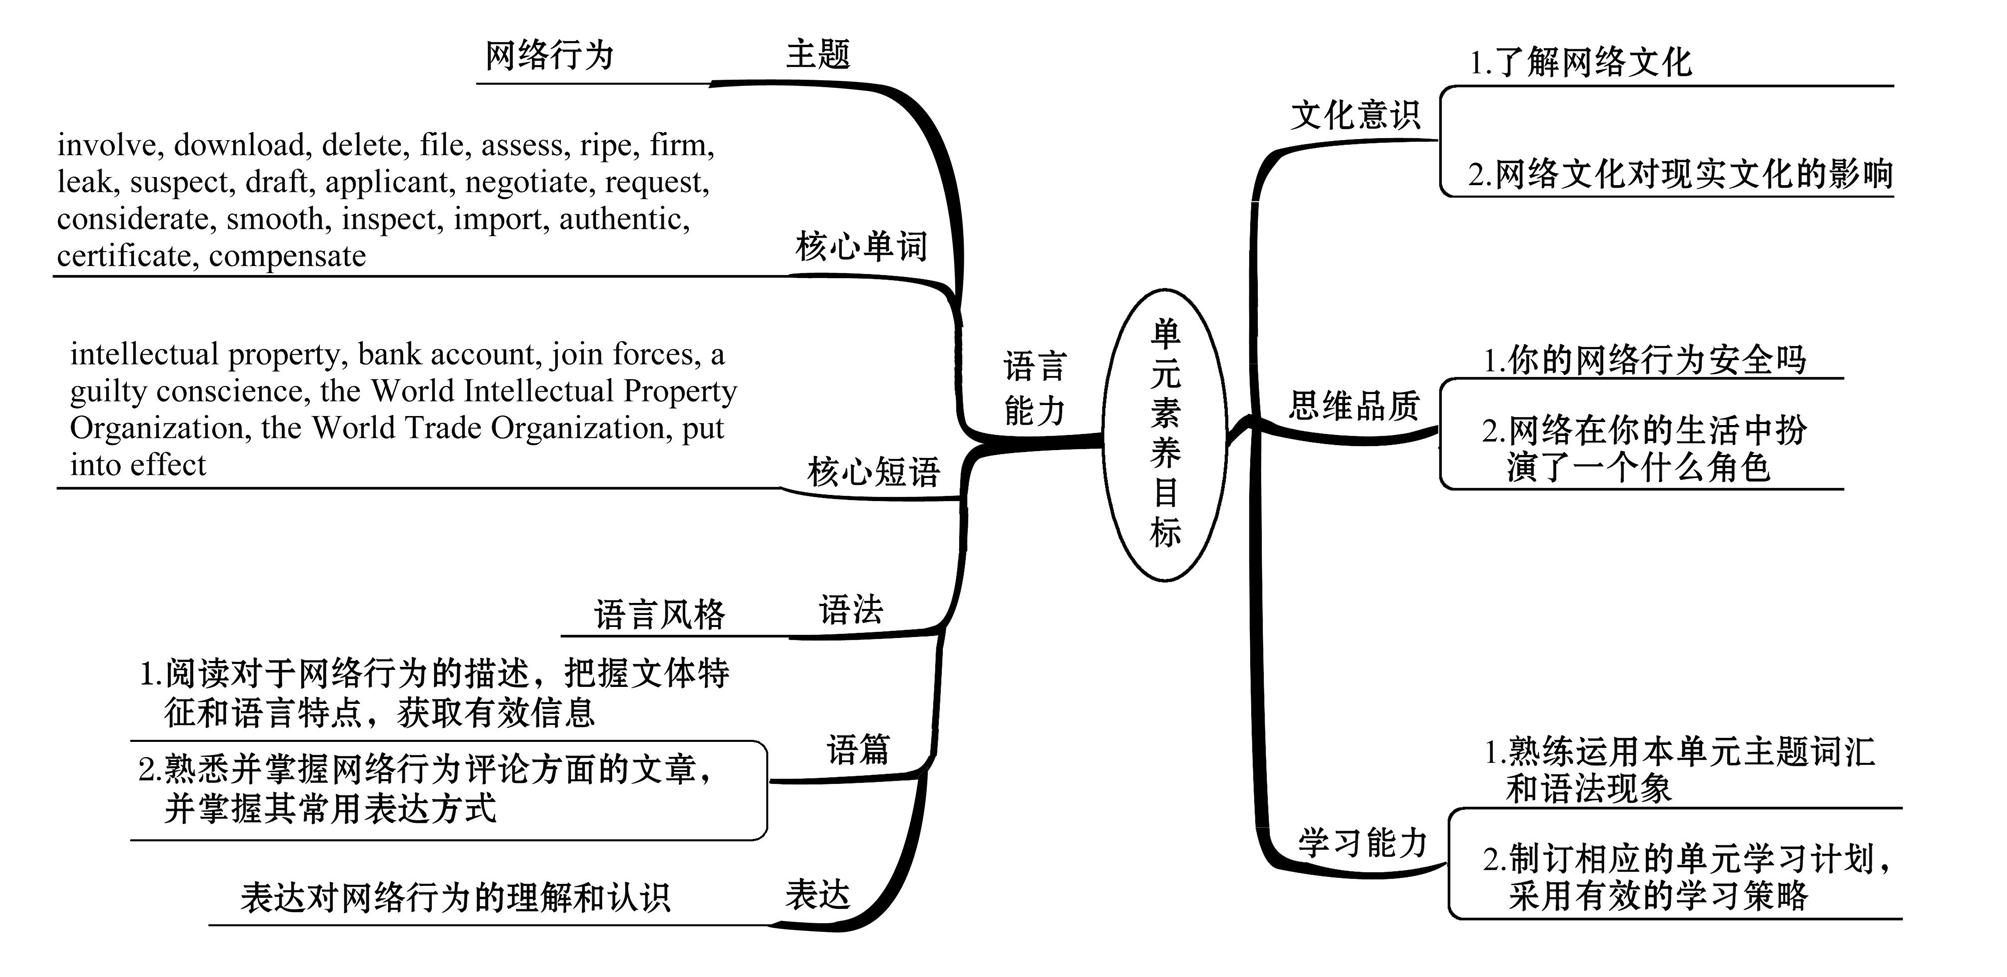 单元素养目标
语言
能力
主题
网络行为
核心单词
involve, download, delete, file, assess, ripe, firm,
leak, suspect, draft, applicant, negotiate, request,
considerate, smooth, inspect, import, authentic,
certificate, compensate
核心短语
intellectual property, bank account, join forces, a
guilty conscience, the World Intellectual Property
Organization, the World Trade Organization, put
into effect
语法
语言风格
语篇
1.阅读对于网络行为的描述，把握文体特
征和语言特点，获取有效信息
2.熟悉并掌握网络行为评论方面的文章，
并掌握其常用表达方式
表达
表达对网络行为的理解和认识
文化意识
1.了解网络文化
2.网络文化对现实文化的影响
思维品质
1.你的网络行为安全吗
2.网络在你的生活中扮
演了一个什么角色
学习能力
1.熟练运用本单元主题词汇
和语法现象
2.制订相应的单元学习计划，
采用有效的学习策略